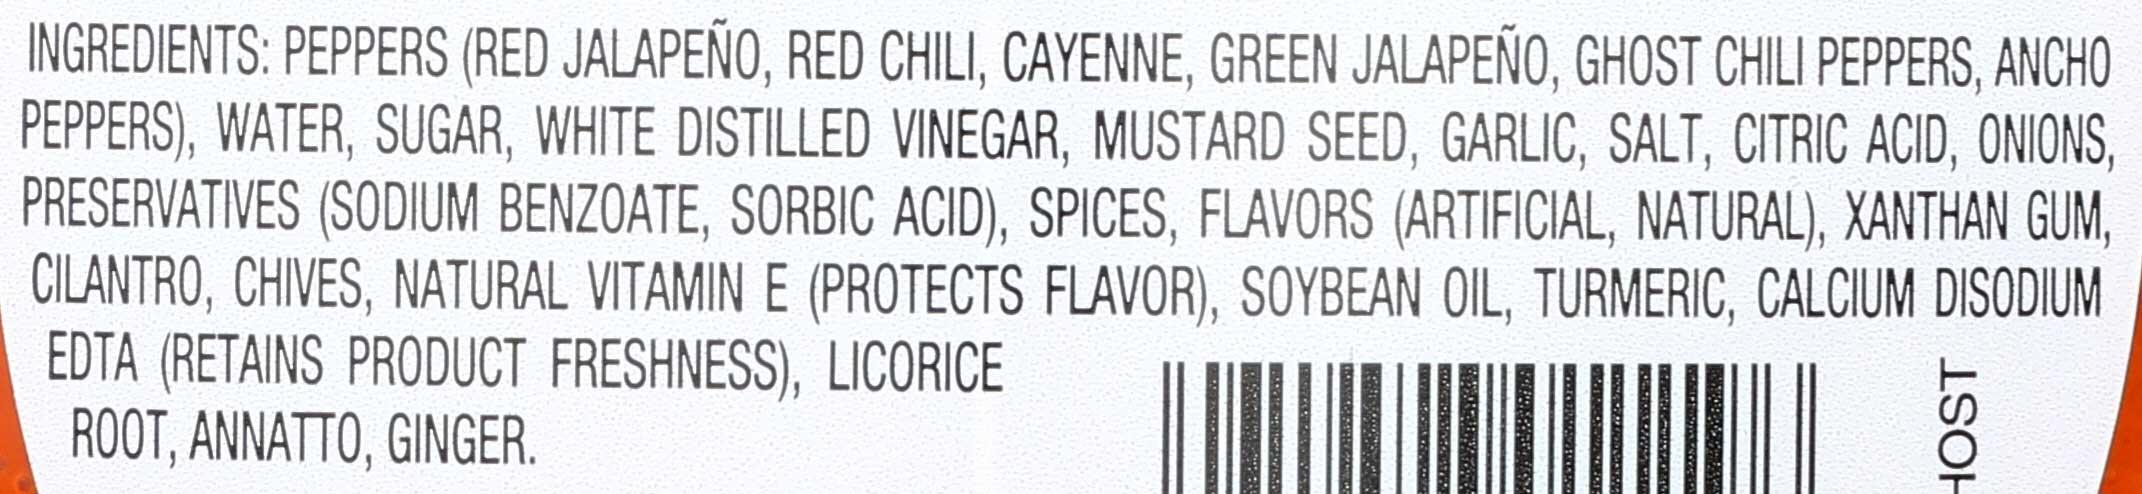 INGREDIENTS: PEPPERS (RED JALAPEÑO, RED CHILI, CAYENNE, GREEN JALAPEÑO, GHOST CHILI PEPPERS, ANCHO
PEPPERS), WATER, SUGAR, WHITE DISTILLED VINEGAR, MUSTARD SEED, GARLIC, SALT, CITRIC ACID, ONIONS,
PRESERVATIVES (SODIUM BENZOATE, SORBIC ACID), SPICES, FLAVORS (ARTIFICIAL, NATURAL), XANTHAN GUM,
CILANTRO, CHIVES, NATURAL VITAMIN E (PROTECTS FLAVOR), SOYBEAN OIL, TURMERIC, CALCIUM DISODIUM
EDTA (RETAINS PRODUCT FRESHNESS), LICORICE
ROOT, ANNATTO, GINGER.